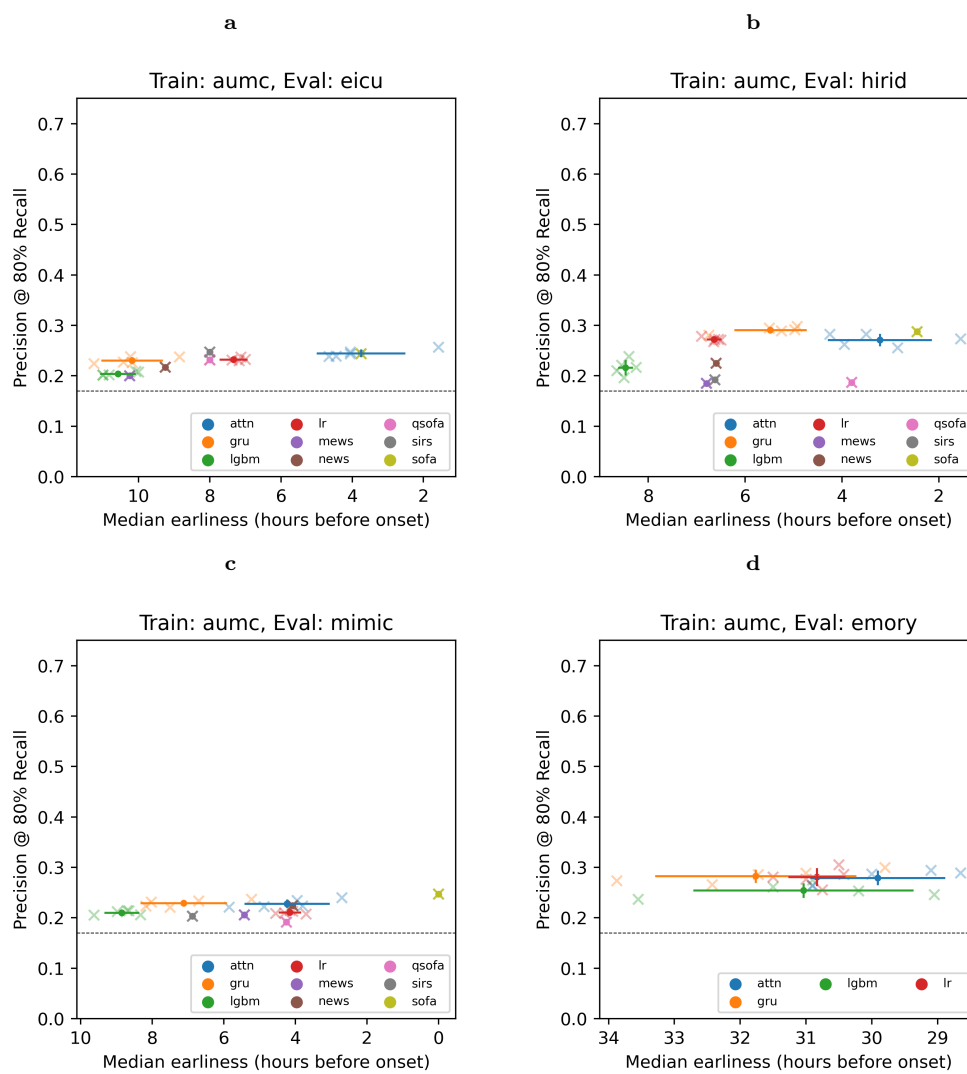 a
Train: aumc, Eval: eicu
Precision @ 80% Recall
0.7
0.6
0.5
0.4
0.3
0.2
0.1
0.0
attn lr qsofa
gru mews sirs
lgbm news sofa
10 8 6 4 2
Median earliness (hours before onset)
b
Train: aumc, Eval: hirid
Precision @ 80% Recall
0.7
0.6
0.5
0.4
0.3
0.2
0.1
0.0
attn lr qsofa
gru mews sirs
lgbm news sofa
8 6 4 2
Median earliness (hours before onset)
c
Train: aumc, Eval: mimic
Precision @ 80% Recall
0.7
0.6
0.5
0.4
0.3
0.2
0.1
0.0
attn lr qsofa
gru mews sirs
lgbm news sofa
10 8 6 4 2 0
Median earliness (hours before onset)
d
Train: aumc, Eval: emory
Precision @ 80% Recall
0.7
0.6
0.5
0.4
0.3
0.2
0.1
0.0
attn lgbm lr
gru
34 33 32 31 30 29
Median earliness (hours before onset)